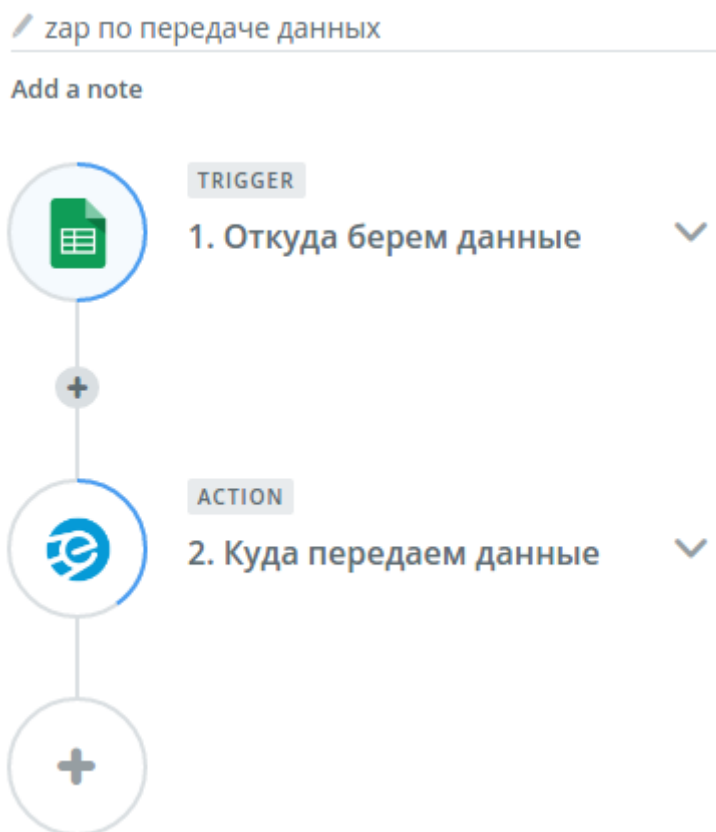 zap по передаче данных
Add a note
TRIGGER
1. Откуда берем данные
ACTION
2. Куда передаем данные